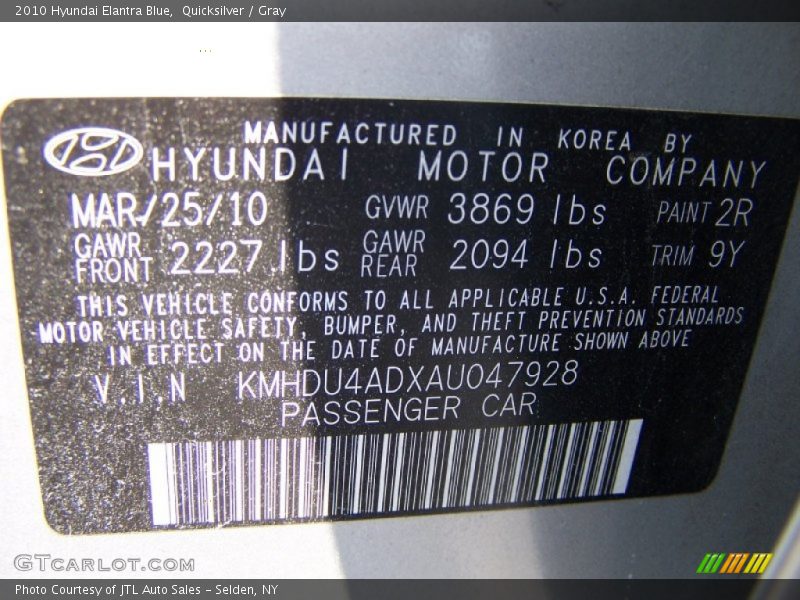 2010 Hyundai Elantra Blue, Quicksilver / Gray
MANUFACTURED IN KOREA BY
HYUNDAI MOTOR COMPANY
MAR/25/10 GVWR 3869 lbs PAINT 2R
GAWR FRONT 2227 lbs GAWR REAR 2094 lbs TRIM 9Y
THIS VEHICLE CONFORMS TO ALL APPLICABLE U.S.A. FEDERAL
MOTOR VEHICLE SAFETY, BUMPER, AND THEFT PREVENTION STANDARDS
IN EFFECT ON THE DATE OF MANUFACTURE SHOWN ABOVE
V.I.N KMHDU4ADXAU047928
PASSENGER CAR
GTCARLOT.COM
Photo Courtesy of JTL Auto Sales - Selden, NY